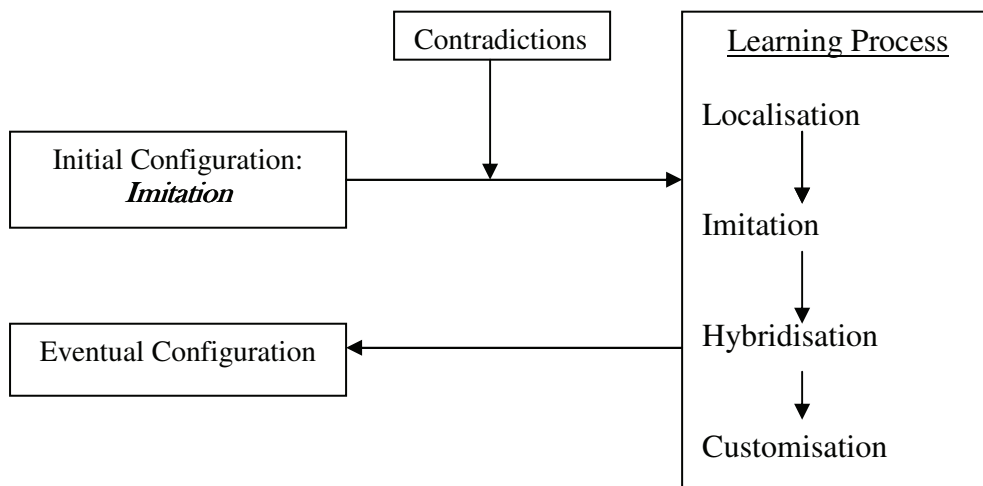 Contradictions
Learning Process
Localisation
Initial Configuration:
Imitation
Imitation
Hybridisation
Eventual Configuration
Customisation